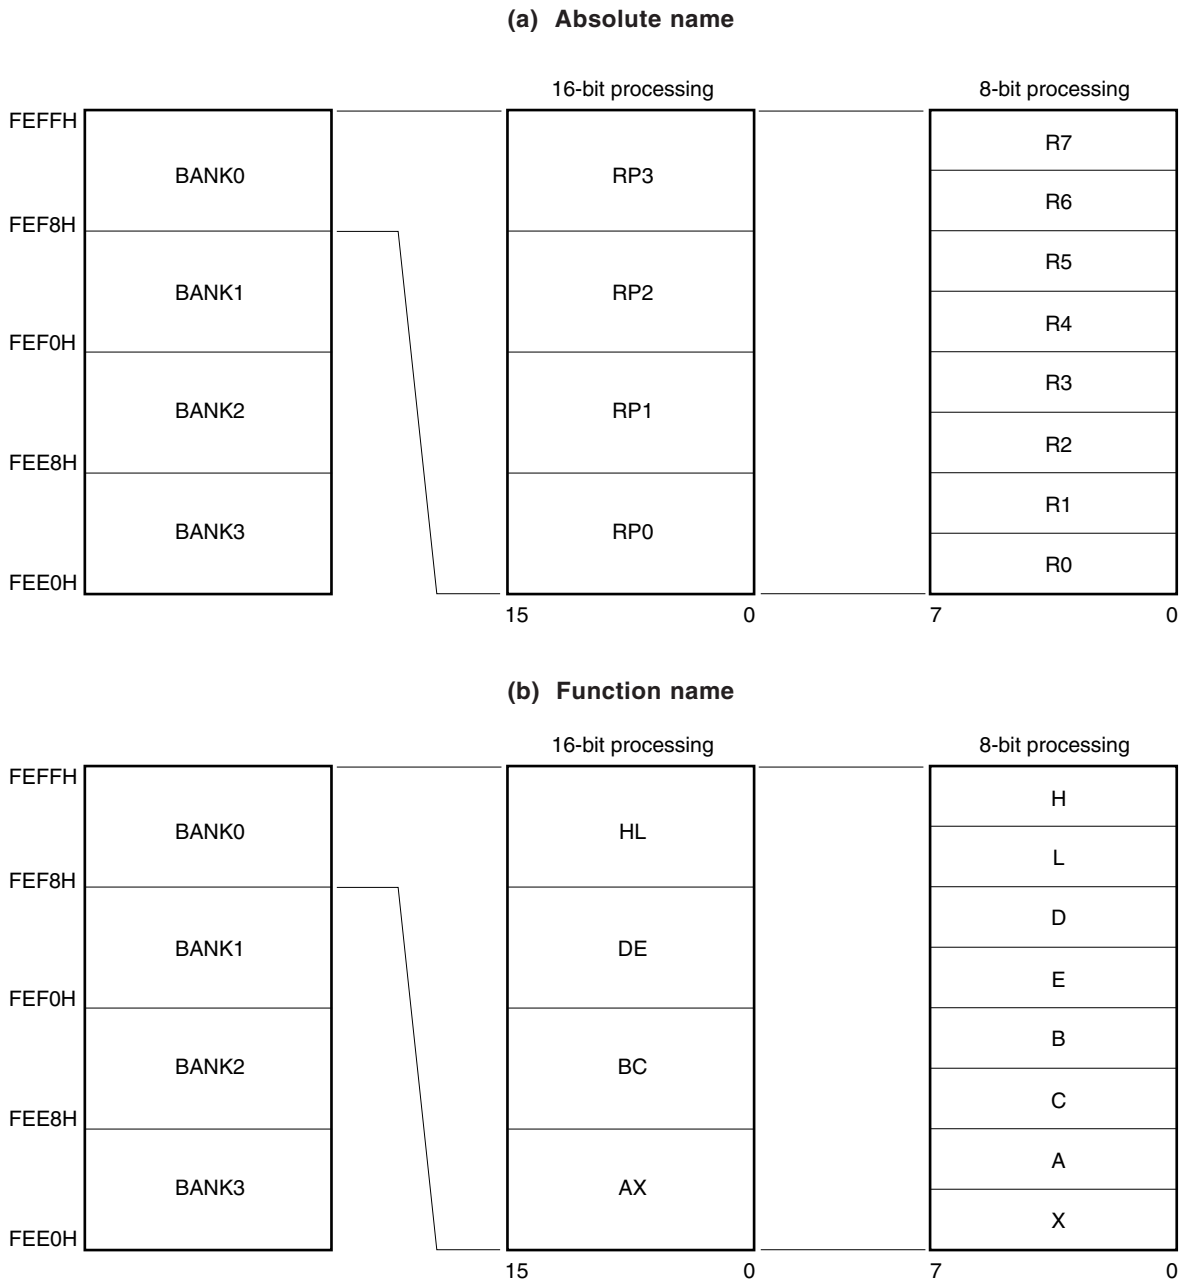 (a) Absolute name
16-bit processing 8-bit processing
FEFFH
BANK0 RP3 R7
R6
FEF8H
BANK1 RP2 R5
R4
FEF0H
BANK2 RP1 R3
R2
FEE8H
BANK3 RP0 R1
R0
FEE0H
15 0 7 0
(b) Function name
16-bit processing 8-bit processing
FEFFH
BANK0 HL H
L
FEF8H
BANK1 DE D
E
FEF0H
BANK2 BC B
C
FEE8H
BANK3 AX A
X
FEE0H
15 0 7 0